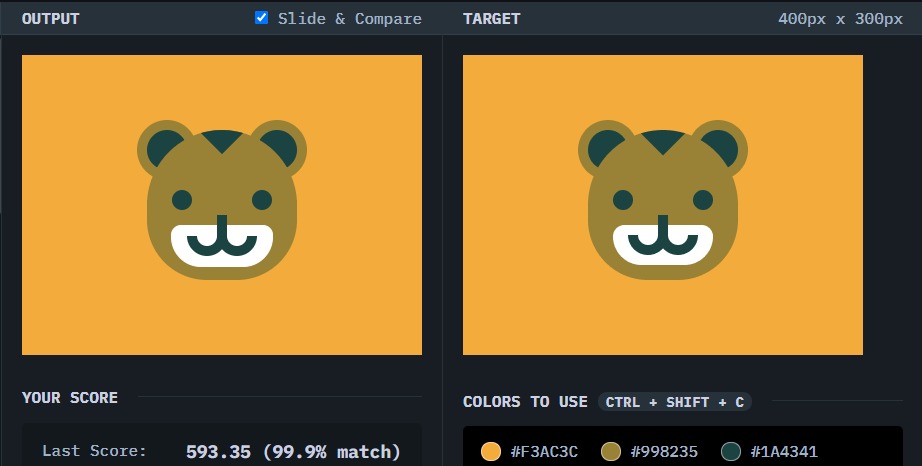 OUTPUT Slide & Compare TARGET 400px x 300px
YOUR SCORE
COLORS TO USE CTRL + SHIFT + C
Last Score: 593.35 (99.9% match)
#F3AC3C #998235 #1A4341